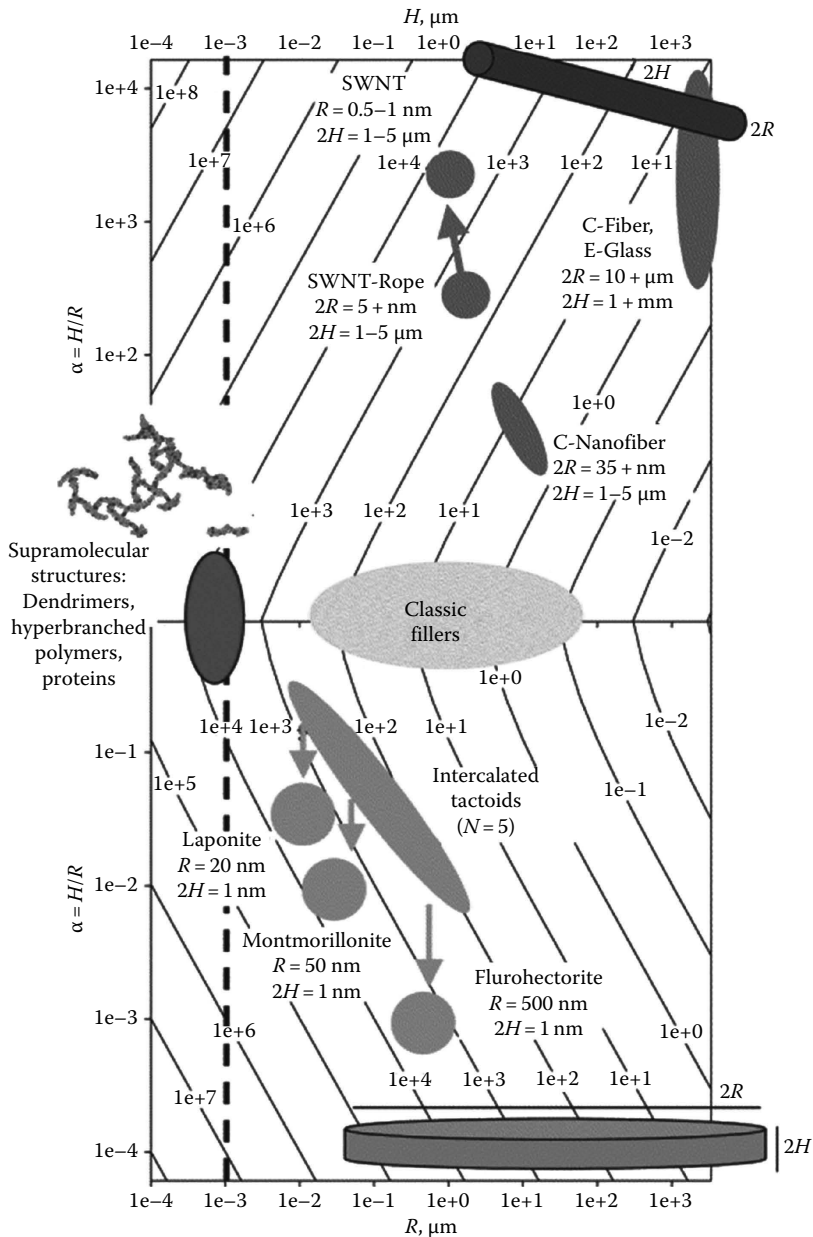 H, µm
1e–4 1e–3 1e–2 1e–1 1e+0 1e+1 1e+2 1e+3
2H
1e+4
1e+8
SWNT
R = 0.5–1 nm
2H = 1–5 µm
2R
1e+7
1e+4
1e+3
1e+2
1e+1
1e+3
1e+6
C-Fiber,
E-Glass
2R = 10 + µm
2H = 1 + mm
SWNT-Rope
2R = 5 + nm
2H = 1–5 µm
α = H/R
1e+2
1e+0
C-Nanofiber
2R = 35 + nm
2H = 1–5 µm
1e+3
1e+2
1e+1
1e–2
Supramolecular
structures:
Dendrimers,
hyperbranched
polymers,
proteins
Classic
fillers
1e+0
1e+4
1e+3
1e+2
1e+1
1e–2
1e–1
1e+5
Intercalated
tactoids
(N = 5)
1e–1
Laponite
R = 20 nm
2H = 1 nm
1e–2
α = H/R
Montmorillonite
R = 50 nm
2H = 1 nm
Flurohectorite
R = 500 nm
2H = 1 nm
1e–3
1e+6
1e+0
1e+7
1e+4
1e+3
1e+2
1e+1
2R
1e–4
2H
1e–4 1e–3 1e–2 1e–1 1e+0 1e+1 1e+2 1e+3
R, µm